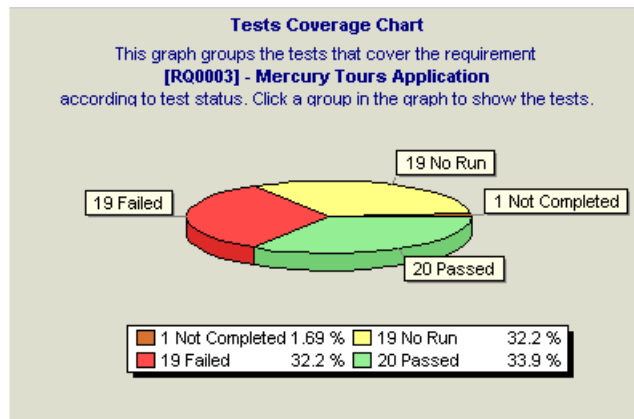 Tests Coverage Chart
This graph groups the tests that cover the requirement
[RQ0003] - Mercury Tours Application
according to test status. Click a group in the graph to show the tests.
19 No Run
19 Failed
1 Not Completed
20 Passed
1 Not Completed 1.69 % 19 No Run 32.2 %
19 Failed 32.2 % 20 Passed 33.9 %